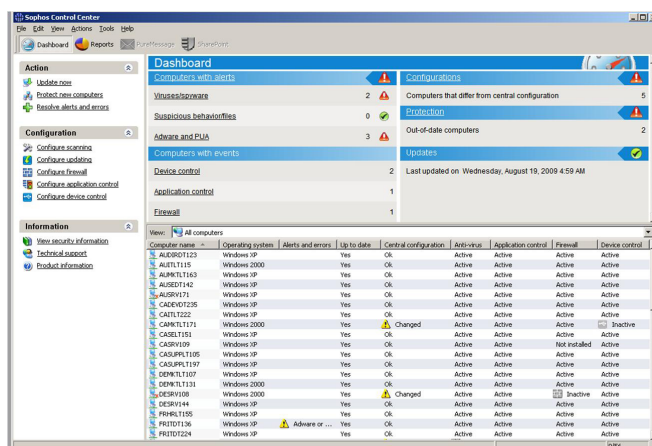 Sophos Control Center
File Edit View Actions Tools Help
Dashboard Reports PureMessage SharePoint
Action
Update now
Protect new computers
Resolve alerts and errors
Configuration
Configure scanning
Configure updating
Configure firewall
Configure application control
Configure device control
Information
View security information
Technical support
Product information
Dashboard
Computers with alerts
Viruses/spyware 2
Suspicious behavior/files 0
Adware and PUA 3
Computers with events
Device control 2
Application control 1
Firewall 1
Configurations
Computers that differ from central configuration 5
Protection
Out-of-date computers 2
Updates
Last updated on Wednesday, August 19, 2009 4:59 AM
View: All computers
Computer name Operating system Alerts and errors Up to date Central configuration Anti-virus Application control Firewall Device control
AUDIRDT123 Windows XP Yes Ok Active Active Active Active
AUITLT115 Windows 2000 Yes Ok Active Active Active Active
AUMKTLT163 Windows XP Yes Ok Active Active Active Active
AUSEDT142 Windows XP Yes Ok Active Active Active Active
AUSRV171 Windows XP Yes Ok Active Active Active Active
CADEVDT235 Windows XP Yes Ok Active Active Active Active
CAITLT222 Windows XP Yes Ok Active Active Active Active
CAMKTLT171 Windows 2000 Yes Changed Active Active Active Inactive
CASELT151 Windows XP Yes Ok Active Active Active Active
CASRV109 Windows XP Yes Ok Active Active Not installed Active
CASUPPLT105 Windows XP Yes Ok Active Active Active Active
CASUPPLT197 Windows XP Yes Ok Active Active Active Active
DEMKTLT107 Windows XP Yes Ok Active Active Active Active
DEMKTLT131 Windows 2000 Yes Ok Active Active Active Active
DESRV108 Windows 2000 Yes Changed Active Active Inactive Active
DESRV144 Windows XP Yes Ok Active Active Active Active
FRHRLT155 Windows XP Yes Ok Active Active Active Active
FRITDT136 Windows XP Adware or ... Yes Ok Active Active Active Active
FRITDT224 Windows XP Yes Ok Active Active Active Active